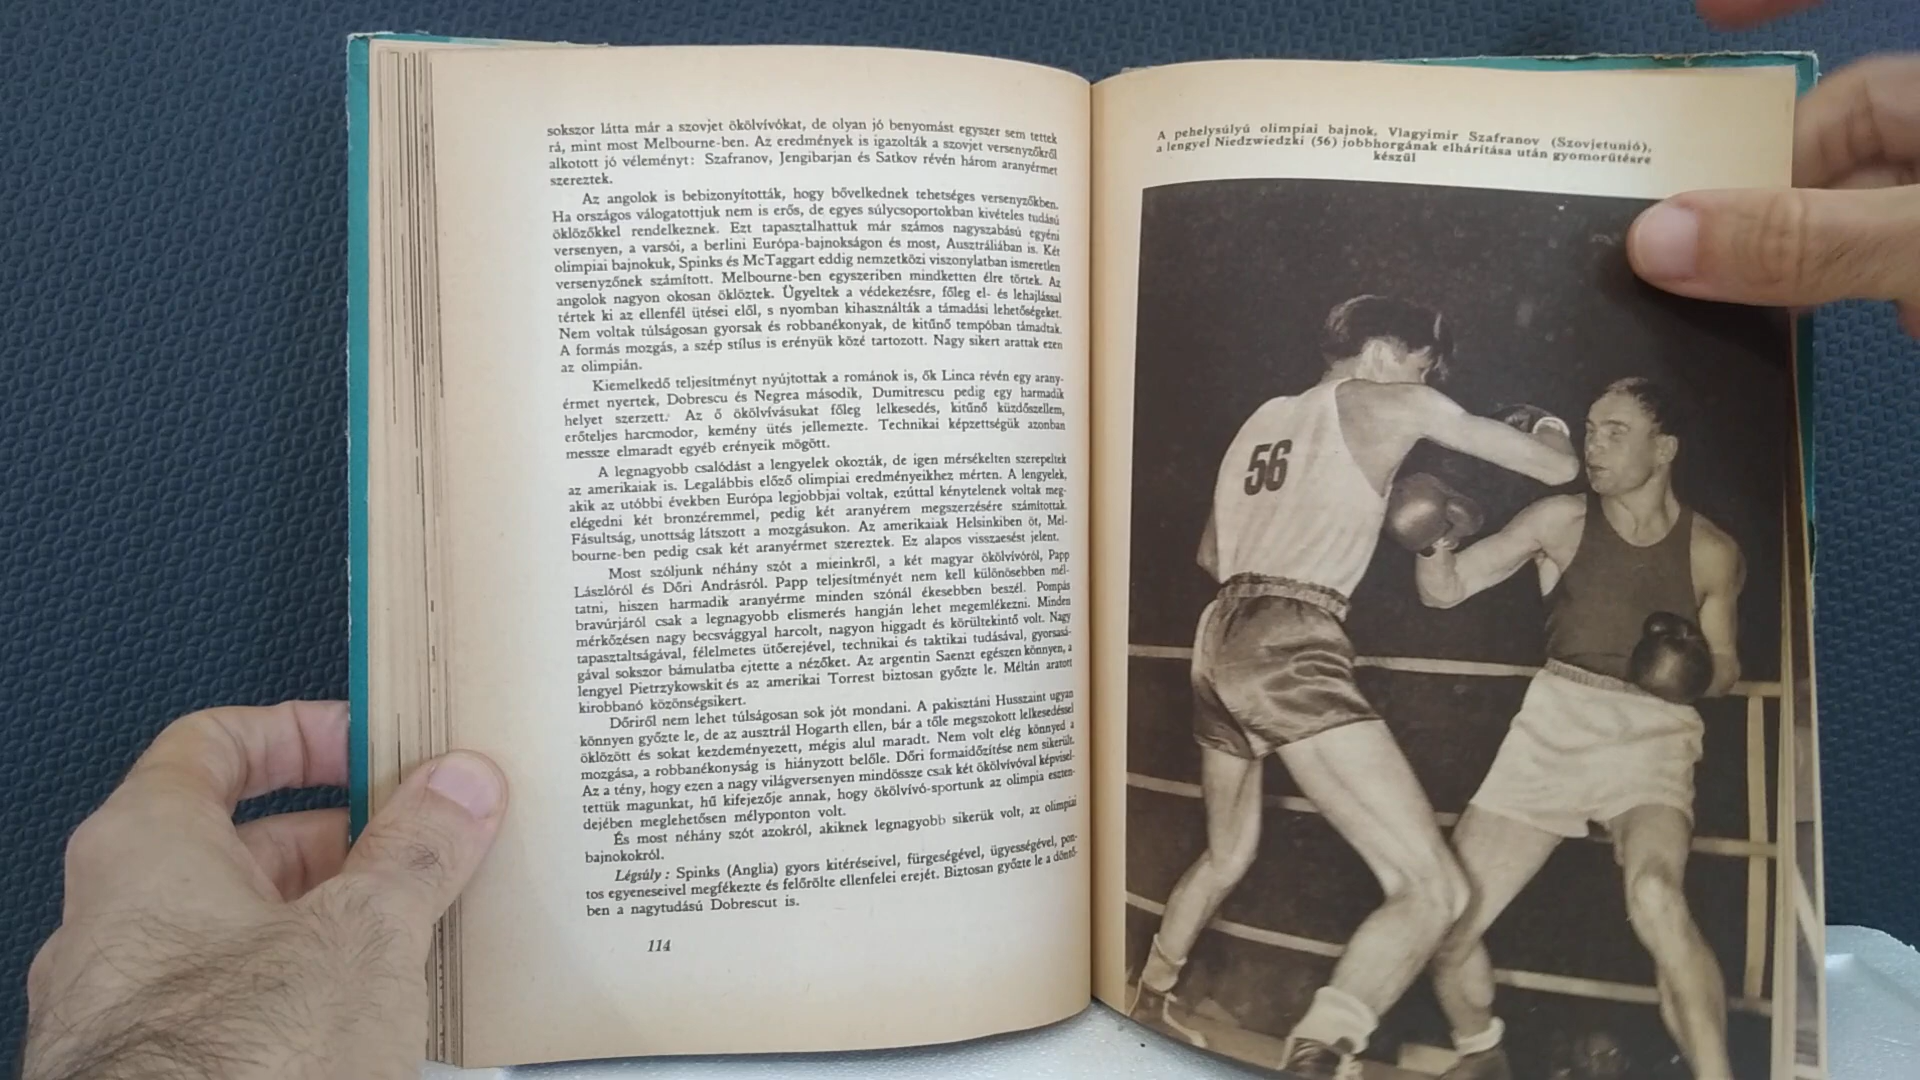 sokszor látta már a szovjet ökölvívókat, de olyan jó benyomást egyszer sem tettek
rá, mint most Melbourne-ben. Az eredmények is igazolták a szovjet versenyzőkről
alkotott jó véleményt: Szafranov, Jengibarjan és Satkov révén három aranyérmet
szereztek.
Az angolok is bebizonyították, hogy bővelkednek tehetséges versenyzőkben.
Ha országos válogatottjuk nem is erős, de egyes súlycsoportokban kivételes tudású
öklözőkkel rendelkeznek. Ezt tapasztalhattuk már számos nagyszabású egyéni
versenyen, a varsói, a berlini Európa-bajnokságon és most, Ausztráliában is. Két
olimpiai bajnokuk, Spinks és McTaggart eddig nemzetközi viszonylatban ismeretlen
versenyzőnek számított. Melbourne-ben egyszeriben mindketten élre törtek. Az
angolok nagyon okosan öklöztek. Ügyeltek a védekezésre, főleg el- és lehajlással
tértek ki az ellenfél ütései elől, s nyomban kihasználták a támadási lehetőségeket.
Nem voltak túlságosan gyorsak és robbanékonyak, de kitűnő tempóban támadtak.
A formás mozgás, a szép stílus is erényük közé tartozott. Nagy sikert arattak ezen
az olimpián.
Kiemelkedő teljesítményt nyújtottak a románok is, ők Linca révén egy arany-
érmet nyertek, Dobrescu és Negrea második, Dumitrescu pedig egy harmadik
helyet szerzett. Az ő ökölvívásukat főleg lelkesedés, kitűnő küzdőszellem,
erőteljes harcmodor, kemény ütés jellemezte. Technikai képzettségük azonban
messze elmaradt egyéb erényeik mögött.
A legnagyobb csalódást a lengyelek okozták, de igen mérsékelten szerepeltek
az amerikaiak is. Legalábbis előző olimpiai eredményeikhez mérten. A lengyelek,
akik az utóbbi években Európa legjobbjai voltak, ezúttal kénytelenek voltak meg-
elégedni két bronzéremmel, pedig két aranyérem megszerzésére számítottak.
Fásultság, unottság látszott a mozgásukon. Az amerikaiak Helsinkiben öt, Mel-
bourne-ben pedig csak két aranyérmet szereztek. Ez alapos visszaesést jelent.
Most szóljunk néhány szót a mieinkről, a két magyar ökölvívóról, Papp
Lászlóról és Dőri Andrásról. Papp teljesítményét nem kell különösebben mél-
tatni, hiszen harmadik aranyérme minden szónál ékesebben beszél. Pompás
bravúrjáról csak a legnagyobb elismerés hangján lehet megemlékezni. Minden
mérkőzésen nagy becsvággyal harcolt, nagyon higgadt és körültekintő volt. Nagy
tapasztaltságával, félelmetes ütőerejével, technikai és taktikai tudásával, gyorsasá-
gával sokszor bámulatba ejtette a nézőket. Az argentin Saenzt egészen könnyen, a
lengyel Pietrzykowskit és az amerikai Torrest biztosan győzte le. Méltán aratott
kirobbanó közönségsikert.
Dőriről nem lehet túlságosan sok jót mondani. A pakisztáni Husszaint ugyan
könnyen győzte le, de az ausztrál Hogarth ellen, bár a tőle megszokott lelkesedéssel
öklözött és sokat kezdeményezett, mégis alul maradt. Nem volt elég könnyed a
mozgása, a robbanékonyság is hiányzott belőle. Dőri formaidőzítése nem sikerült.
Az a tény, hogy ezen a nagy világversenyen mindössze csak két ökölvívóval képvisel-
tettük magunkat, hű kifejezője annak, hogy ökölvívó-sportunk az olimpia eszten-
dejében meglehetősen mélyponton volt.
És most néhány szót azokról, akiknek legnagyobb sikerük volt, az olimpiai
bajnokokról.
Légsúly: Spinks (Anglia) gyors kitéréseivel, fürgeségével, ügyességével, pon-
tos egyeneseivel megfékezte és felőrölte ellenfelei erejét. Biztosan győzte le a döntő-
ben a nagytudású Dobrescut is.
114
A pehelysúlyú olimpiai bajnok, Vlagyimir Szafranov (Szovjetunió),
a lengyel Niedzwiedzki (56) jobbhorgának elhárítása után gyomorütésre
készül
56